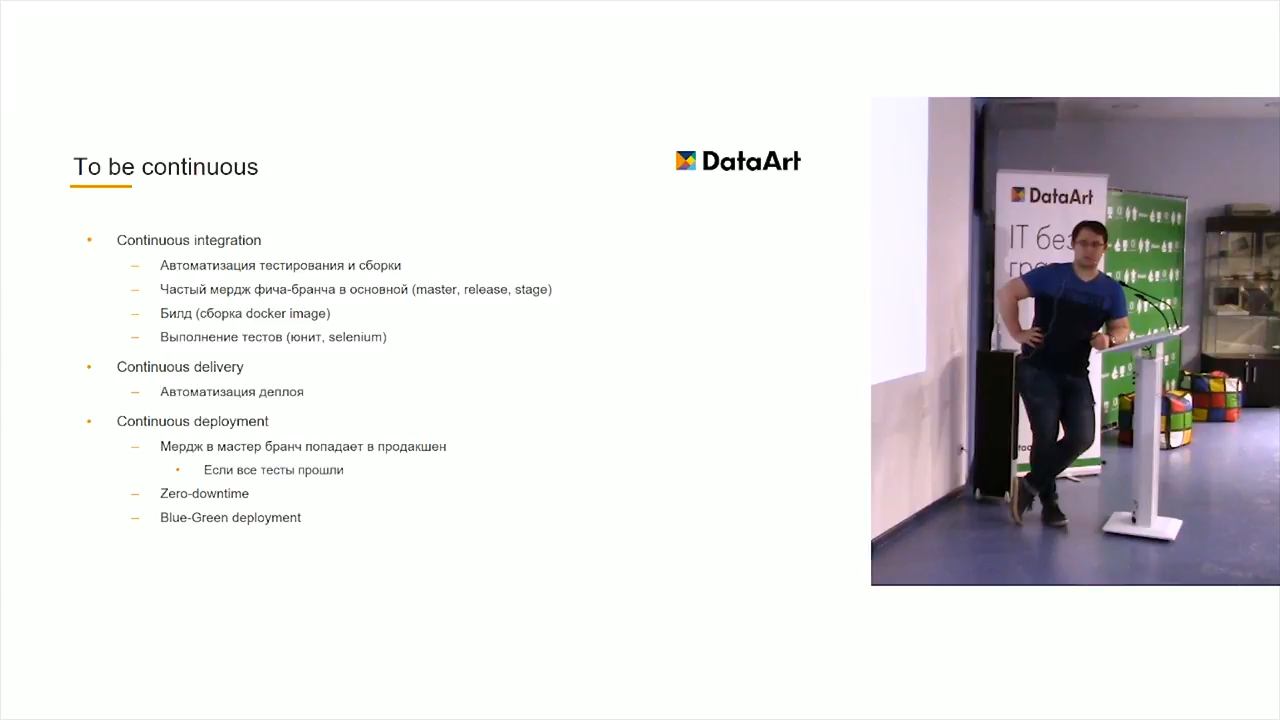 To be continuous
DataArt
• Continuous integration
– Автоматизация тестирования и сборки
– Частый мердж фича-бранча в основной (master, release, stage)
– Билд (сборка docker image)
– Выполнение тестов (юнит, selenium)
• Continuous delivery
– Автоматизация деплоя
• Continuous deployment
– Мердж в мастер бранч попадает в продакшен
• Если все тесты прошли
– Zero-downtime
– Blue-Green deployment
DataArt
IT без